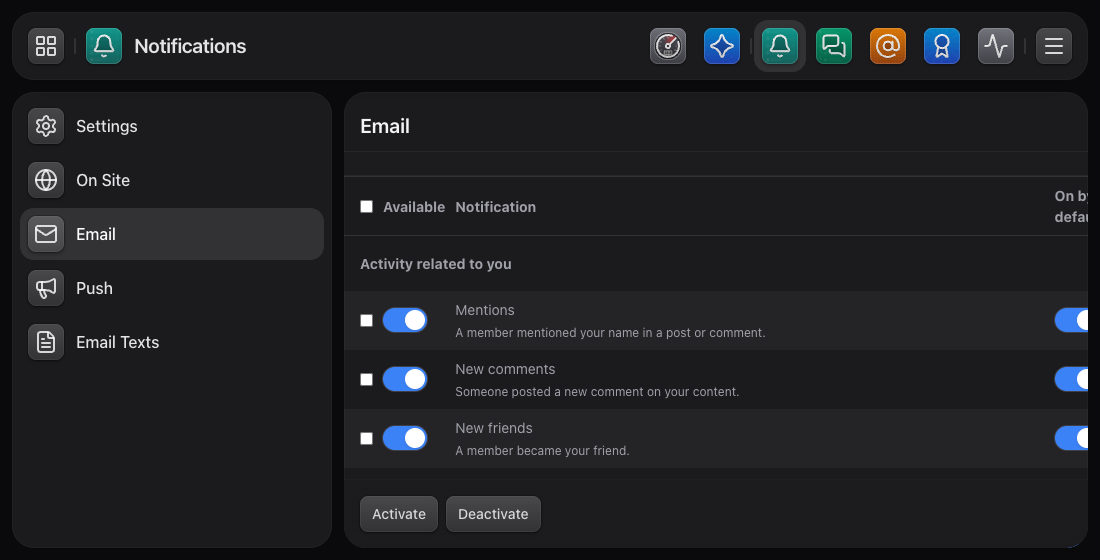 Notifications
Settings
On Site
Email
Push
Email Texts
Email
Available Notification
On by
defau
Activity related to you
Mentions
A member mentioned your name in a post or comment.
New comments
Someone posted a new comment on your content.
New friends
A member became your friend.
Activate Deactivate